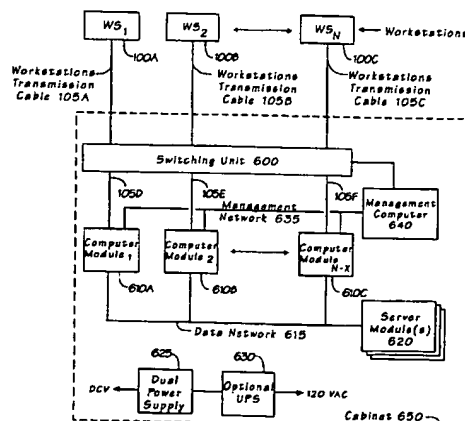 WS1 WS2 WSN Workstations
100A 100B 100C
Workstations Transmission Cable 105A
Workstations Transmission Cable 105B
Workstations Transmission Cable 105C
Switching Unit 600
105D 105E 105F
Management Network 635
Management Computer 640
Computer Module 1
Computer Module 2
Computer Module N-X
610A 610B 610C
Server Module(s) 620
Data Network 615
625 630
DCV Dual Power Supply Optional UPS 120 VAC
Cabinet 650